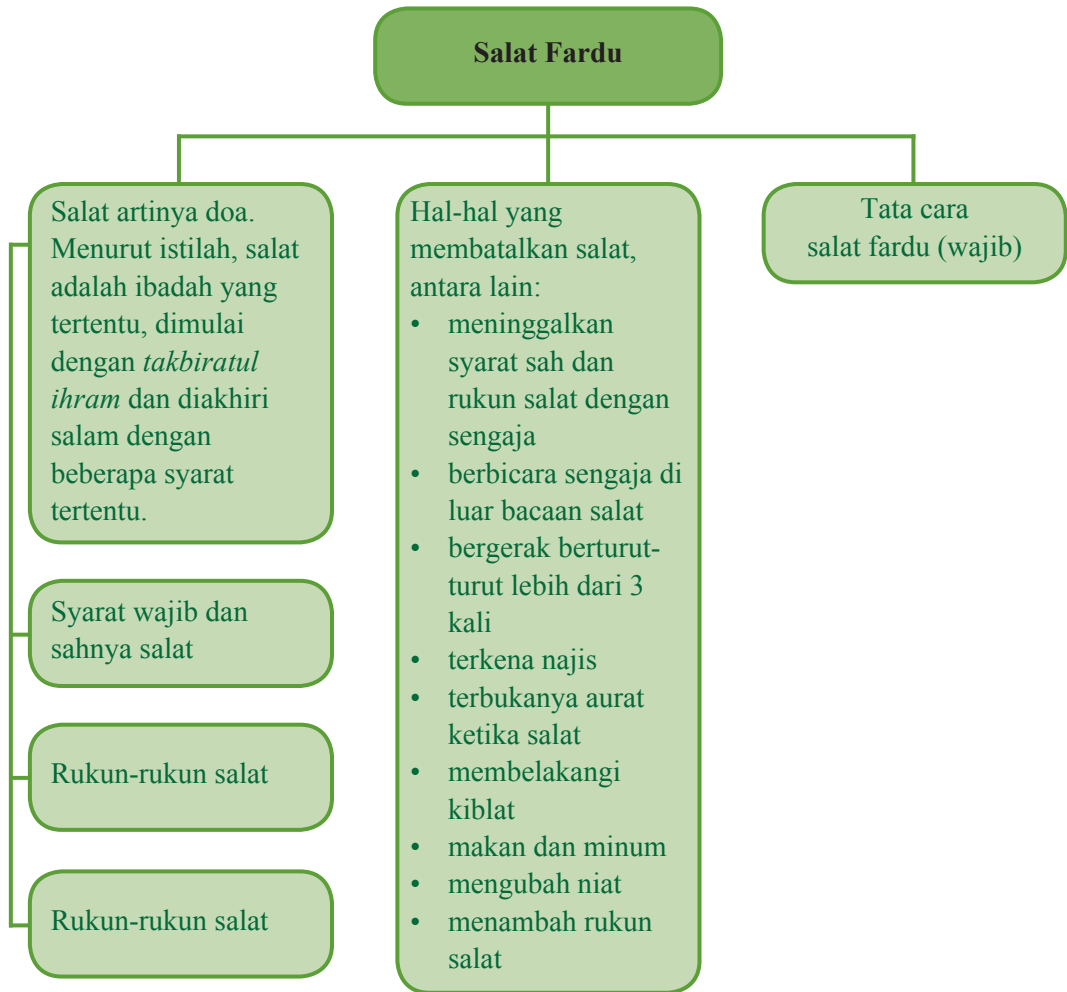 Salat Fardu
Salat artinya doa.
Menurut istilah, salat
adalah ibadah yang
tertentu, dimulai
dengan takbiratul
ihram dan diakhiri
salam dengan
beberapa syarat
tertentu.
Syarat wajib dan
sahnya salat
Rukun-rukun salat
Rukun-rukun salat
Hal-hal yang
membatalkan salat,
antara lain:
• meninggalkan
syarat sah dan
rukun salat dengan
sengaja
• berbicara sengaja di
luar bacaan salat
• bergerak berturut-
turut lebih dari 3
kali
• terkena najis
• terbukanya aurat
ketika salat
• membelakangi
kiblat
• makan dan minum
• mengubah niat
• menambah rukun
salat
Tata cara
salat fardu (wajib)